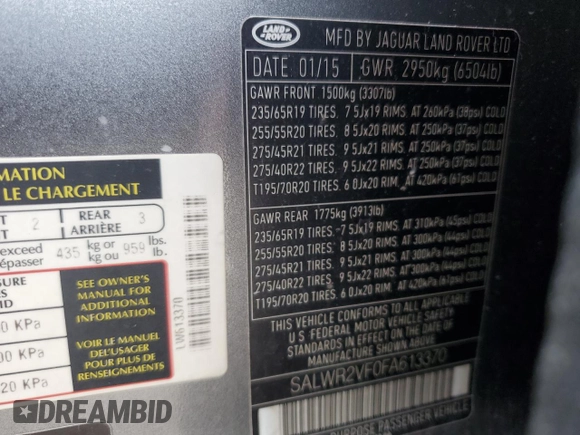 LAND ROVER
MFD BY JAGUAR LAND ROVER LTD
DATE 01/15 GWR 2950kg (6504lb)
GAWR FRONT 1500kg (3307lb)
235/65R19 TIRES. 7 5Jx19 RIMS. AT 260kPa (38psi) COLD
255/55R20 TIRES. 8 5Jx20 RIMS. AT 250kPa (37psi) COLD
275/45R21 TIRES. 9 5Jx21 RIMS. AT 250kPa (37psi) COLD
275/40R22 TIRES. 9 5Jx22 RIMS. AT 250kPa (37psi) COLD
T195/70R20 TIRES. 6 0Jx20 RIM. AT 420kPa (61psi) COLD
GAWR REAR 1775kg (3913lb)
235/65R19 TIRES. 7 5Jx19 RIMS. AT 310kPa (45psi) COLD
255/55R20 TIRES. 8 5Jx20 RIMS. AT 300kPa (44psi) COLD
275/45R21 TIRES. 9 5Jx21 RIMS. AT 300kPa (44psi) COLD
275/40R22 TIRES. 9 5Jx22 RIMS. AT 300kPa (44psi) COLD
T195/70R20 TIRES. 6 0Jx20 RIM. AT 420kPa (61psi) COLD
THIS VEHICLE CONFORMS TO ALL APPLICABLE
U S FEDERAL MOTOR VEHICLE SAFETY
STANDARDS IN EFFECT ON THE DATE OF
MANUFACTURE SHOWN ABOVE
SALWR2VF0FA613370
PURPOSE PASSENGER VEHICLE
MATION
LE CHARGEMENT
2 REAR 3
ARRIÈRE
exceed 435 kg or 959 lbs.
épasser kg ou lb.
SEE OWNER'S
MANUAL FOR
ADDITIONAL
INFORMATION
VOIR LE MANUEL
DE L'USAGER
POUR PLUS DE
RENSEIGNEMENTS
0 KPa
00 KPa
20 KPa
LW613370
DREAMBID